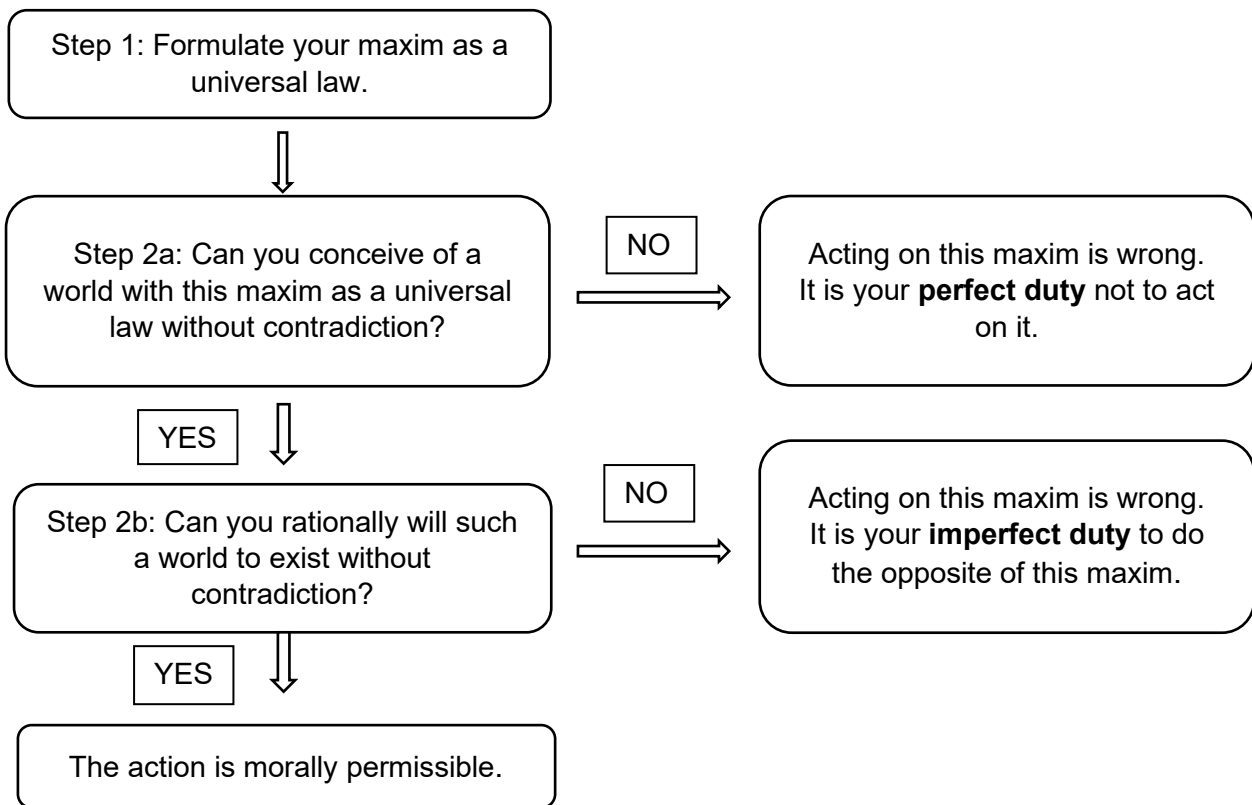 Step 1: Formulate your maxim as a
universal law.
Step 2a: Can you conceive of a
world with this maxim as a universal
law without contradiction?
NO
Acting on this maxim is wrong.
It is your perfect duty not to act
on it.
YES
Step 2b: Can you rationally will such
a world to exist without
contradiction?
NO
Acting on this maxim is wrong.
It is your imperfect duty to do
the opposite of this maxim.
YES
The action is morally permissible.